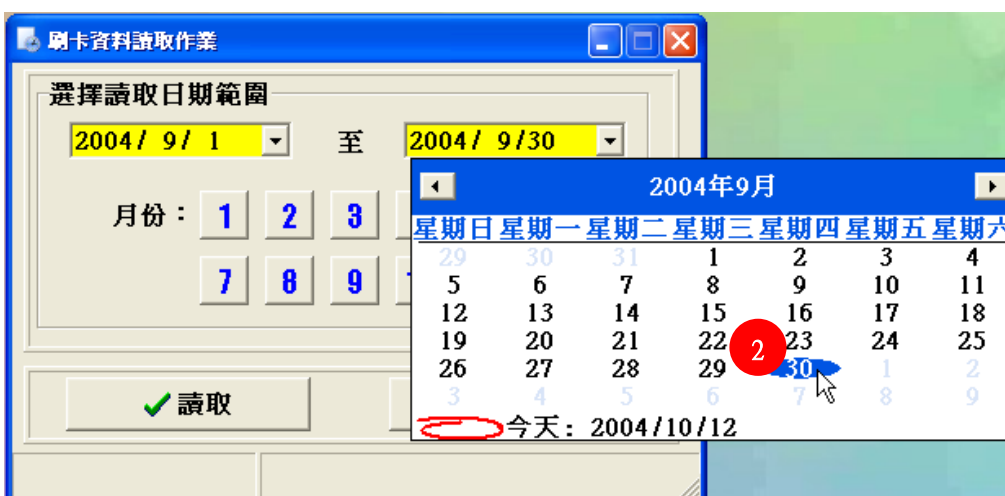 刷卡資料讀取作業
選擇讀取日期範圍
2004/ 9/ 1 至 2004/ 9/30
月份： 1 2 3
7 8 9
讀取
2004年9月
星期日 星期一 星期二 星期三 星期四 星期五 星期六
29 30 31 1 2 3 4
5 6 7 8 9 10 11
12 13 14 15 16 17 18
19 20 21 22 23 24 25
2
26 27 28 29 30 1 2
3 4 5 6 7 8 9
今天: 2004/10/12